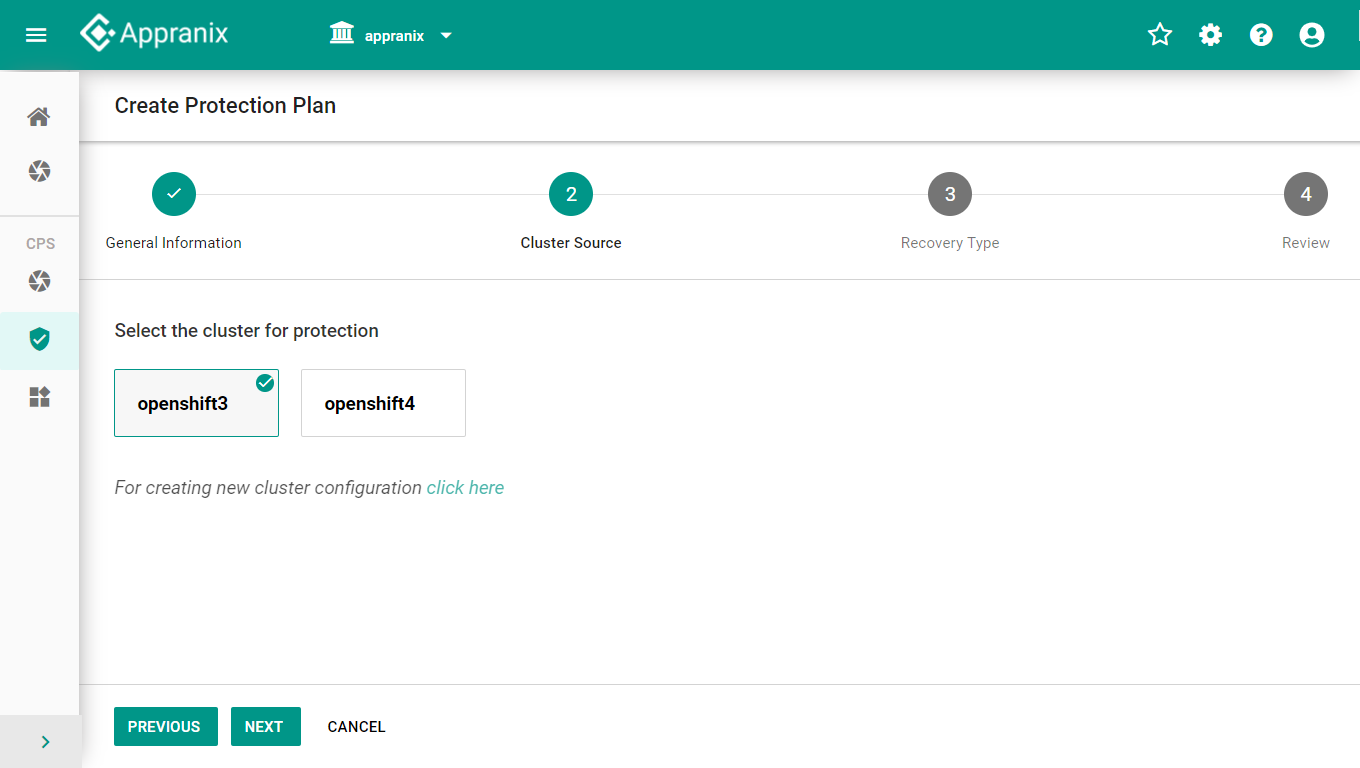 Appranix
appranix
Create Protection Plan
2
3
4
General Information
Cluster Source
Recovery Type
Review
CPS
Select the cluster for protection
openshift3
openshift4
For creating new cluster configuration click here
PREVIOUS
NEXT
CANCEL